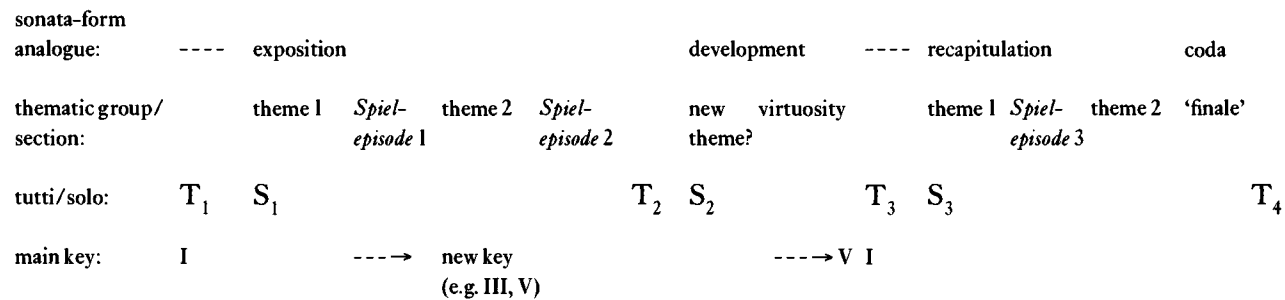 sonata-form
analogue: ---- exposition development ---- recapitulation coda
thematic group/ theme 1 Spiel- theme 2 Spiel- new virtuosity theme 1 Spiel- theme 2 ‘finale’
section: episode 1 episode 2 theme? episode 3
tutti/solo: T1 S1 T2 S2 T3 S3 T4
main key: I ---→ new key ---→ V I
(e.g. III, V)